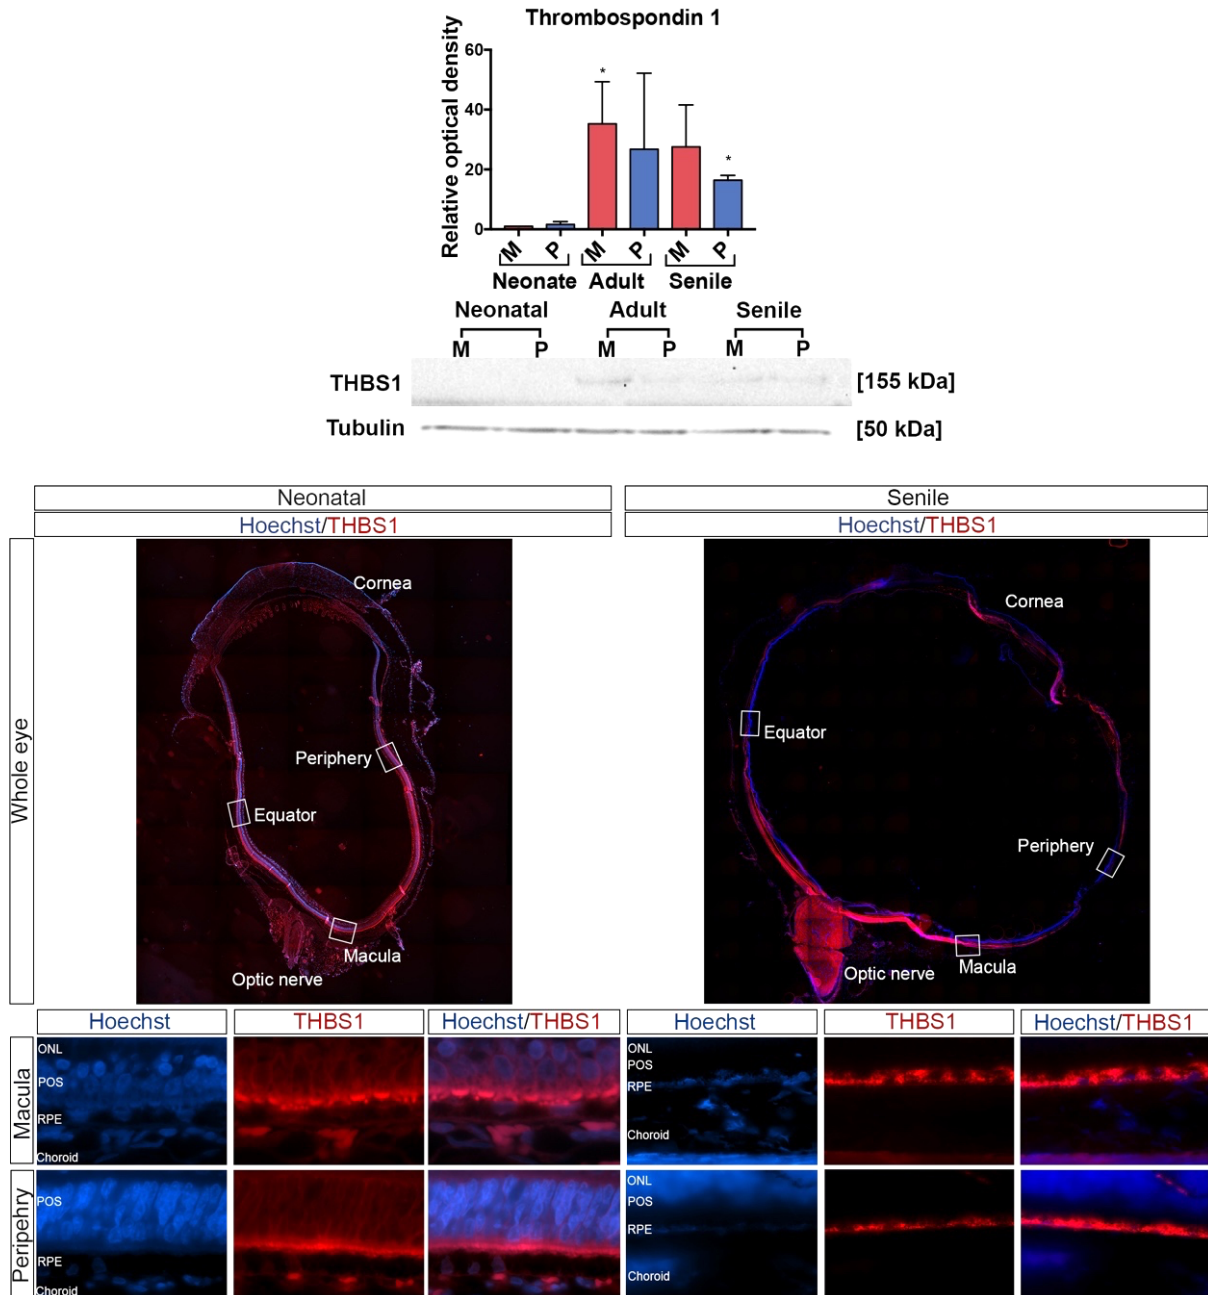 Thrombospondin 1
Relative optical density
60
40
20
0
*
*
M P M P M P
Neonate Adult Senile
Neonatal Adult Senile
M P M P M P
THBS1 [155 kDa]
Tubulin [50 kDa]
Neonatal Senile
Hoechst/THBS1 Hoechst/THBS1
Whole eye
Cornea
Periphery
Equator
Macula
Optic nerve
Cornea
Equator
Periphery
Macula
Optic nerve
Hoechst THBS1 Hoechst/THBS1 Hoechst THBS1 Hoechst/THBS1
Macula
ONL
POS
RPE
Choroid
ONL
POS
RPE
Choroid
Peripehry
POS
RPE
Choroid
ONL
POS
RPE
Choroid